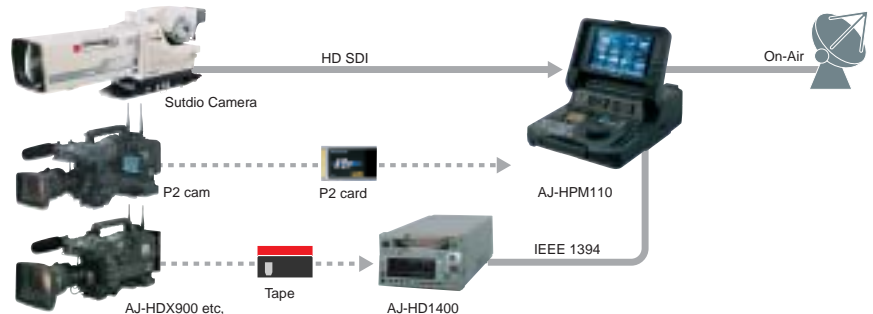 HD SDI
On-Air
Sutdio Camera
P2 cam
P2 card
AJ-HPM110
IEEE 1394
Tape
AJ-HDX900 etc,
AJ-HD1400